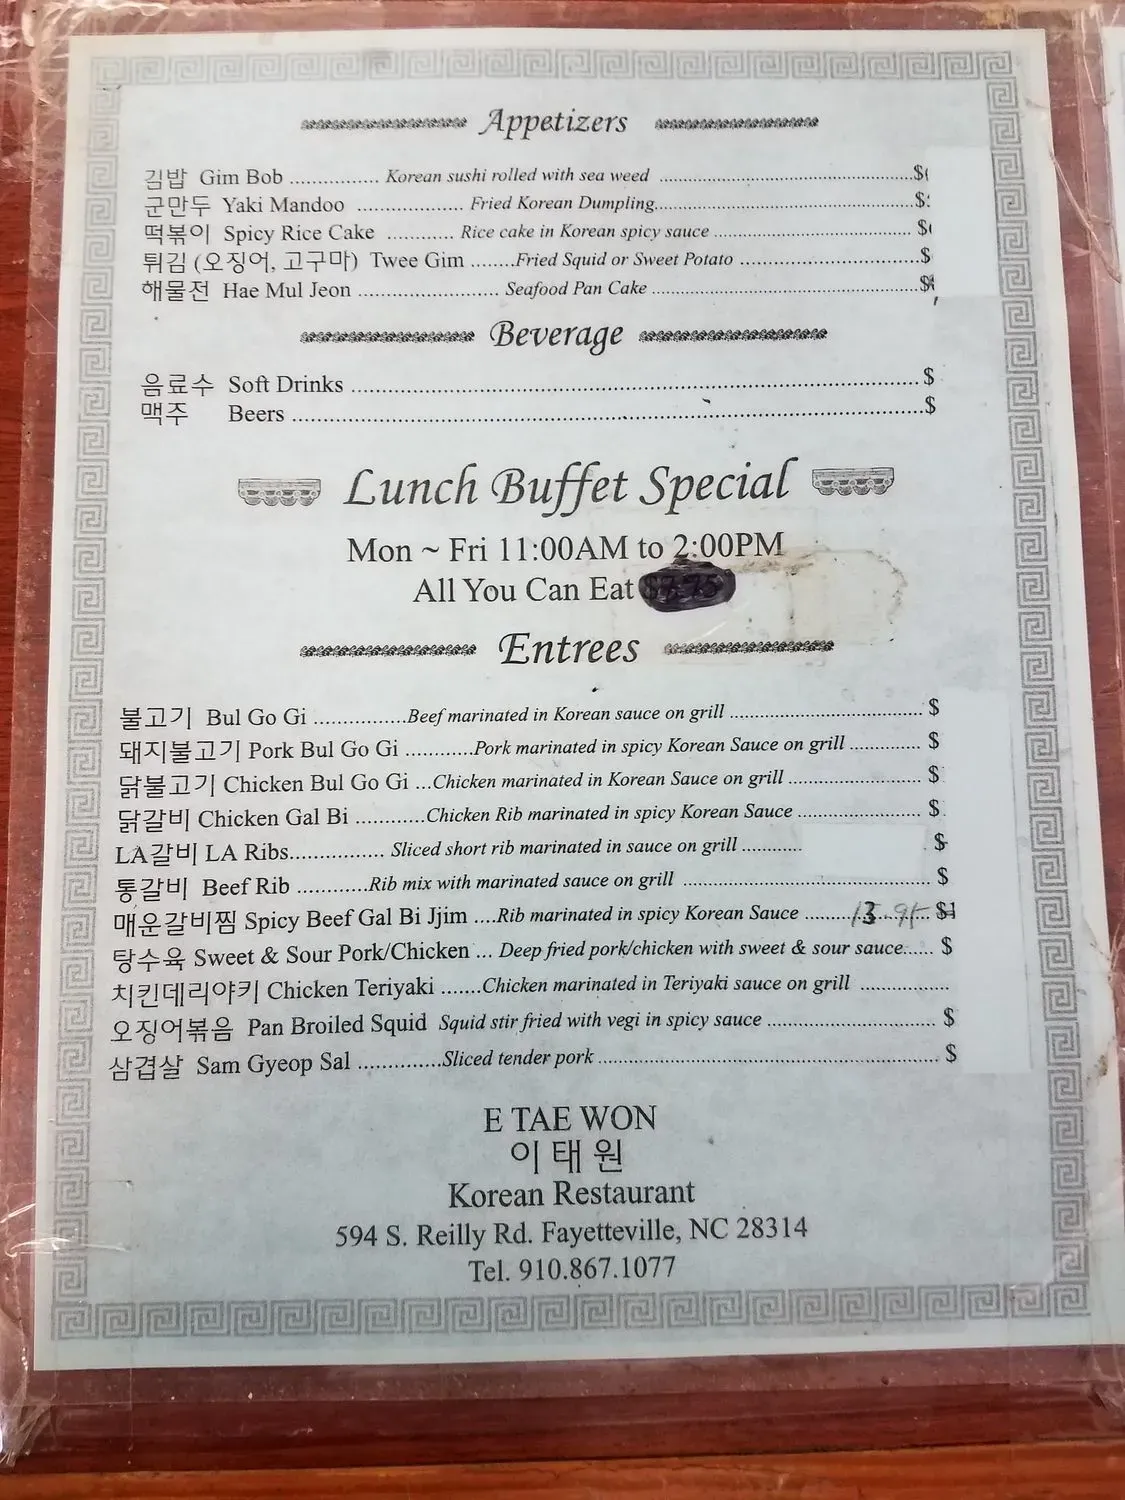 Appetizers
김밥 Gim Bob ................ Korean sushi rolled with sea weed ................$
군만두 Yaki Mandoo ................... Fried Korean Dumpling................$
떡볶이 Spicy Rice Cake ............ Rice cake in Korean spicy sauce ................$
튀김 (오징어, 고구마) Twee Gim ........Fried Squid or Sweet Potato ................$
해물전 Hae Mul Jeon ......................... Seafood Pan Cake ................$
Beverage
음료수 Soft Drinks ................$
맥주 Beers ................$
Lunch Buffet Special
Mon ~ Fri 11:00AM to 2:00PM
All You Can Eat
Entrees
불고기 Bul Go Gi ................Beef marinated in Korean sauce on grill ................ $
돼지불고기 Pork Bul Go Gi ............Pork marinated in spicy Korean Sauce on grill ............. $
닭불고기 Chicken Bul Go Gi ...Chicken marinated in Korean Sauce on grill ................ $
닭갈비 Chicken Gal Bi ............Chicken Rib marinated in spicy Korean Sauce ................ $
LA갈비 LA Ribs................ Sliced short rib marinated in sauce on grill ............ $
통갈비 Beef Rib ............Rib mix with marinated sauce on grill ................ $
매운갈비찜 Spicy Beef Gal Bi Jjim ....Rib marinated in spicy Korean Sauce ......... 13.95 $1
탕수육 Sweet & Sour Pork/Chicken ... Deep fried pork/chicken with sweet & sour sauce...... $
치킨데리야키 Chicken Teriyaki .......Chicken marinated in Teriyaki sauce on grill ................
오징어볶음 Pan Broiled Squid Squid stir fried with vegi in spicy sauce ................ $
삼겹살 Sam Gyeop Sal ..............Sliced tender pork ................ $
E TAE WON
이태원
Korean Restaurant
594 S. Reilly Rd. Fayetteville, NC 28314
Tel. 910.867.1077